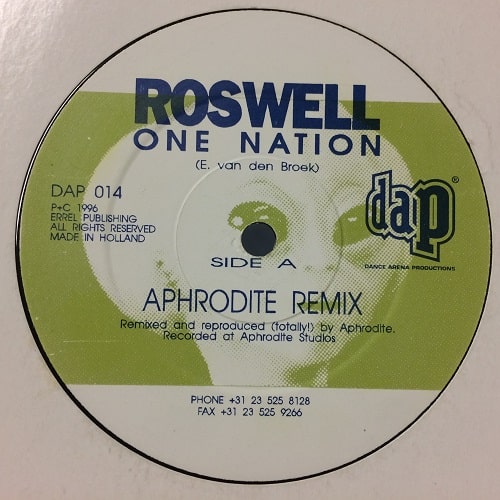 ROSWELL
ONE NATION
(E. van den Broek)
DAP 014
P+C 1996
ERREL PUBLISHING
ALL RIGHTS RESERVED
MADE IN HOLLAND
dap®
DANCE ARENA PRODUCTIONS
SIDE A
APHRODITE REMIX
Remixed and reproduced (totally!) by Aphrodite.
Recorded at Aphrodite Studios
PHONE +31 23 525 8128
FAX +31 23 525 9266